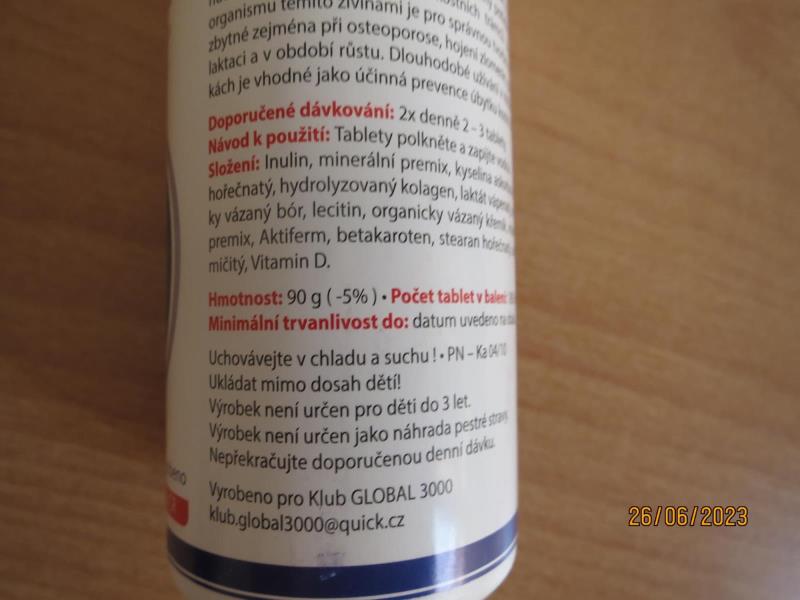 organismu těmito živinami je pro správnou
zbytné zejména při osteoporose, hojení
laktaci a v období růstu. Dlouhodobé užívání
kách je vhodné jako účinná prevence úbytku
Doporučené dávkování: 2x denně 2 – 3 tablety
Návod k použití: Tablety polkněte a zapijte
Složení: Inulin, minerální premix, kyselina
hořečnatý, hydrolyzovaný kolagen, laktát
ky vázaný bór, lecitin, organicky vázaný
premix, Aktiferm, betakaroten, stearan
mičitý, Vitamin D.
Hmotnost: 90 g ( -5% ) • Počet tablet v balení:
Minimální trvanlivost do: datum uvedeno na
Uchovávejte v chladu a suchu ! • PN – Ka 04/10
Ukládat mimo dosah dětí!
Výrobek není určen pro děti do 3 let.
Výrobek není určen jako náhrada pestré stravy.
Nepřekračujte doporučenou denní dávku.
Vyrobeno pro Klub GLOBAL 3000
klub.global3000@quick.cz
26/06/2023